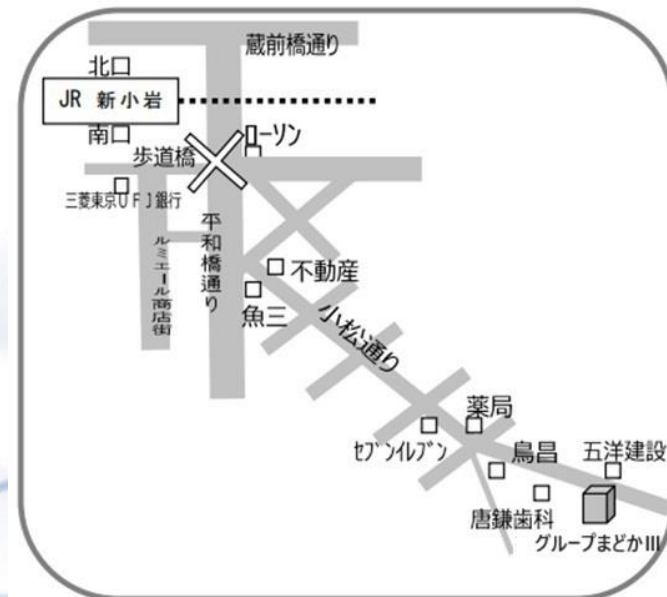 蔵前橋通り
北口
JR 新小岩
南口
ローソン
歩道橋
三菱東京UFJ銀行
平和橋通り
ルミエール商店街
不動産
魚三
小松通り
薬局
セブンイレブン
鳥昌
五洋建設
唐鎌歯科
グループまどかⅢ